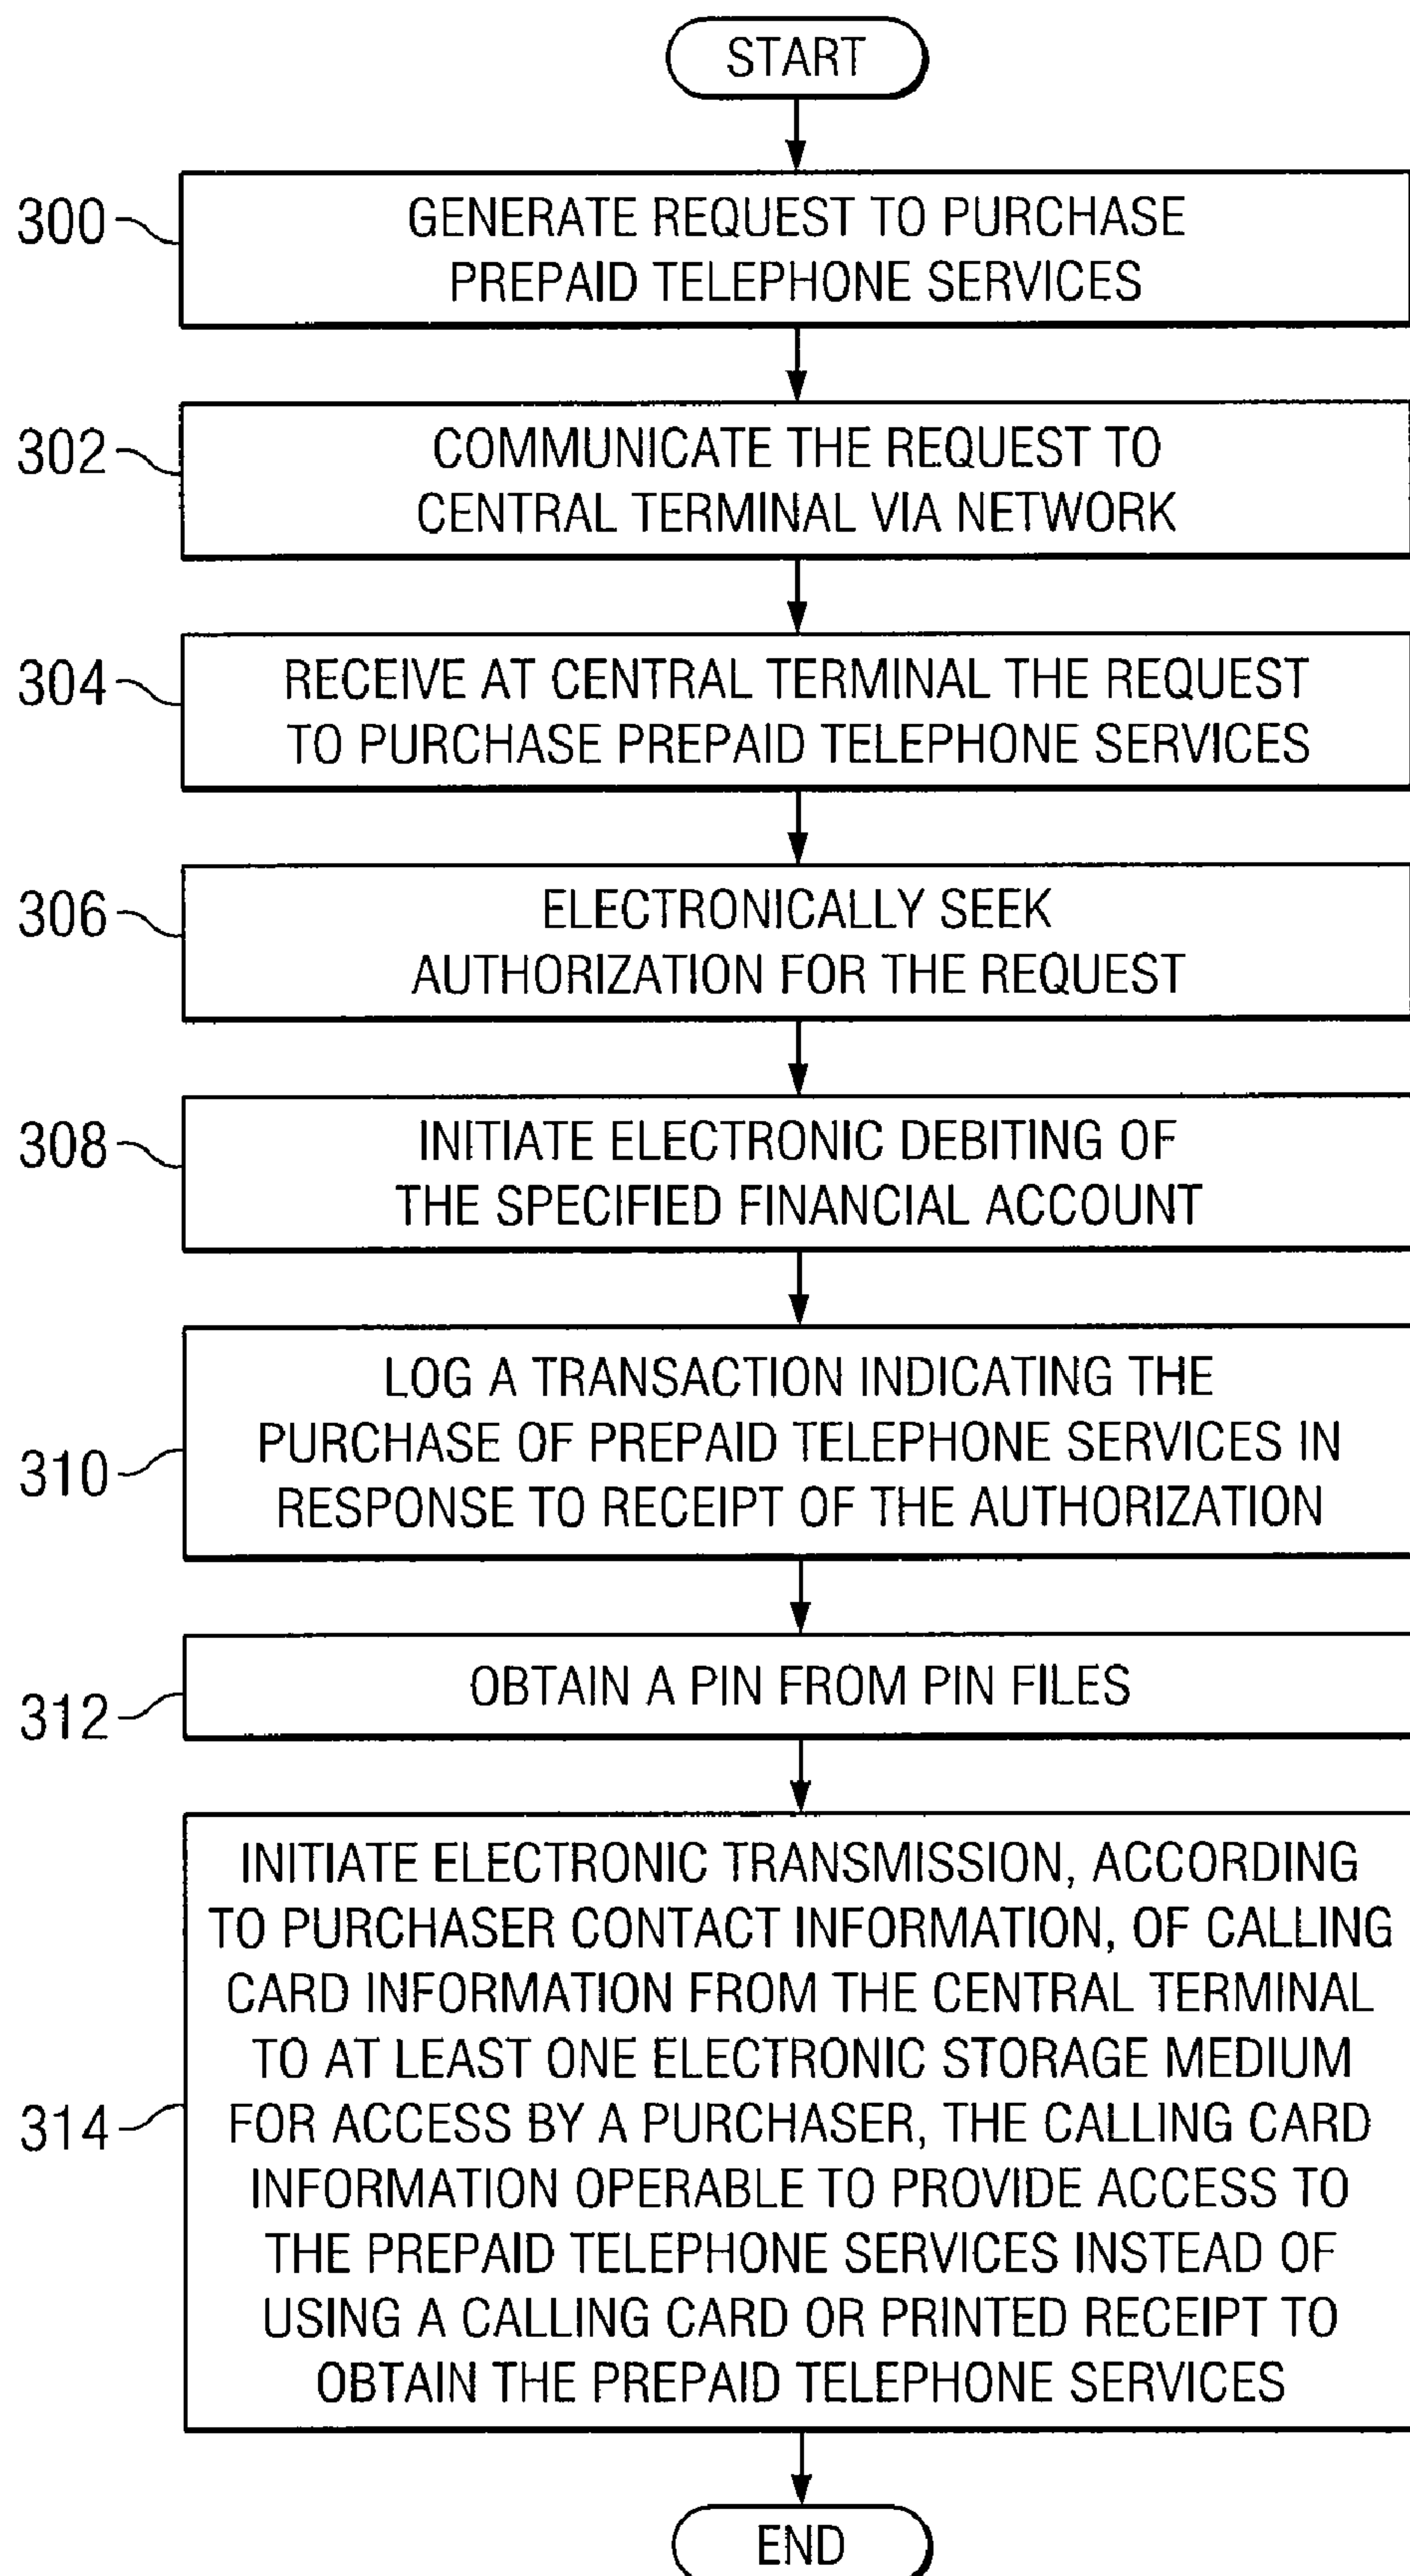 START
300
GENERATE REQUEST TO PURCHASE
PREPAID TELEPHONE SERVICES
302
COMMUNICATE THE REQUEST TO
CENTRAL TERMINAL VIA NETWORK
304
RECEIVE AT CENTRAL TERMINAL THE REQUEST
TO PURCHASE PREPAID TELEPHONE SERVICES
306
ELECTRONICALLY SEEK
AUTHORIZATION FOR THE REQUEST
308
INITIATE ELECTRONIC DEBITING OF
THE SPECIFIED FINANCIAL ACCOUNT
310
LOG A TRANSACTION INDICATING THE
PURCHASE OF PREPAID TELEPHONE SERVICES IN
RESPONSE TO RECEIPT OF THE AUTHORIZATION
312
OBTAIN A PIN FROM PIN FILES
314
INITIATE ELECTRONIC TRANSMISSION, ACCORDING
TO PURCHASER CONTACT INFORMATION, OF CALLING
CARD INFORMATION FROM THE CENTRAL TERMINAL
TO AT LEAST ONE ELECTRONIC STORAGE MEDIUM
FOR ACCESS BY A PURCHASER, THE CALLING CARD
INFORMATION OPERABLE TO PROVIDE ACCESS TO
THE PREPAID TELEPHONE SERVICES INSTEAD OF
USING A CALLING CARD OR PRINTED RECEIPT TO
OBTAIN THE PREPAID TELEPHONE SERVICES
END